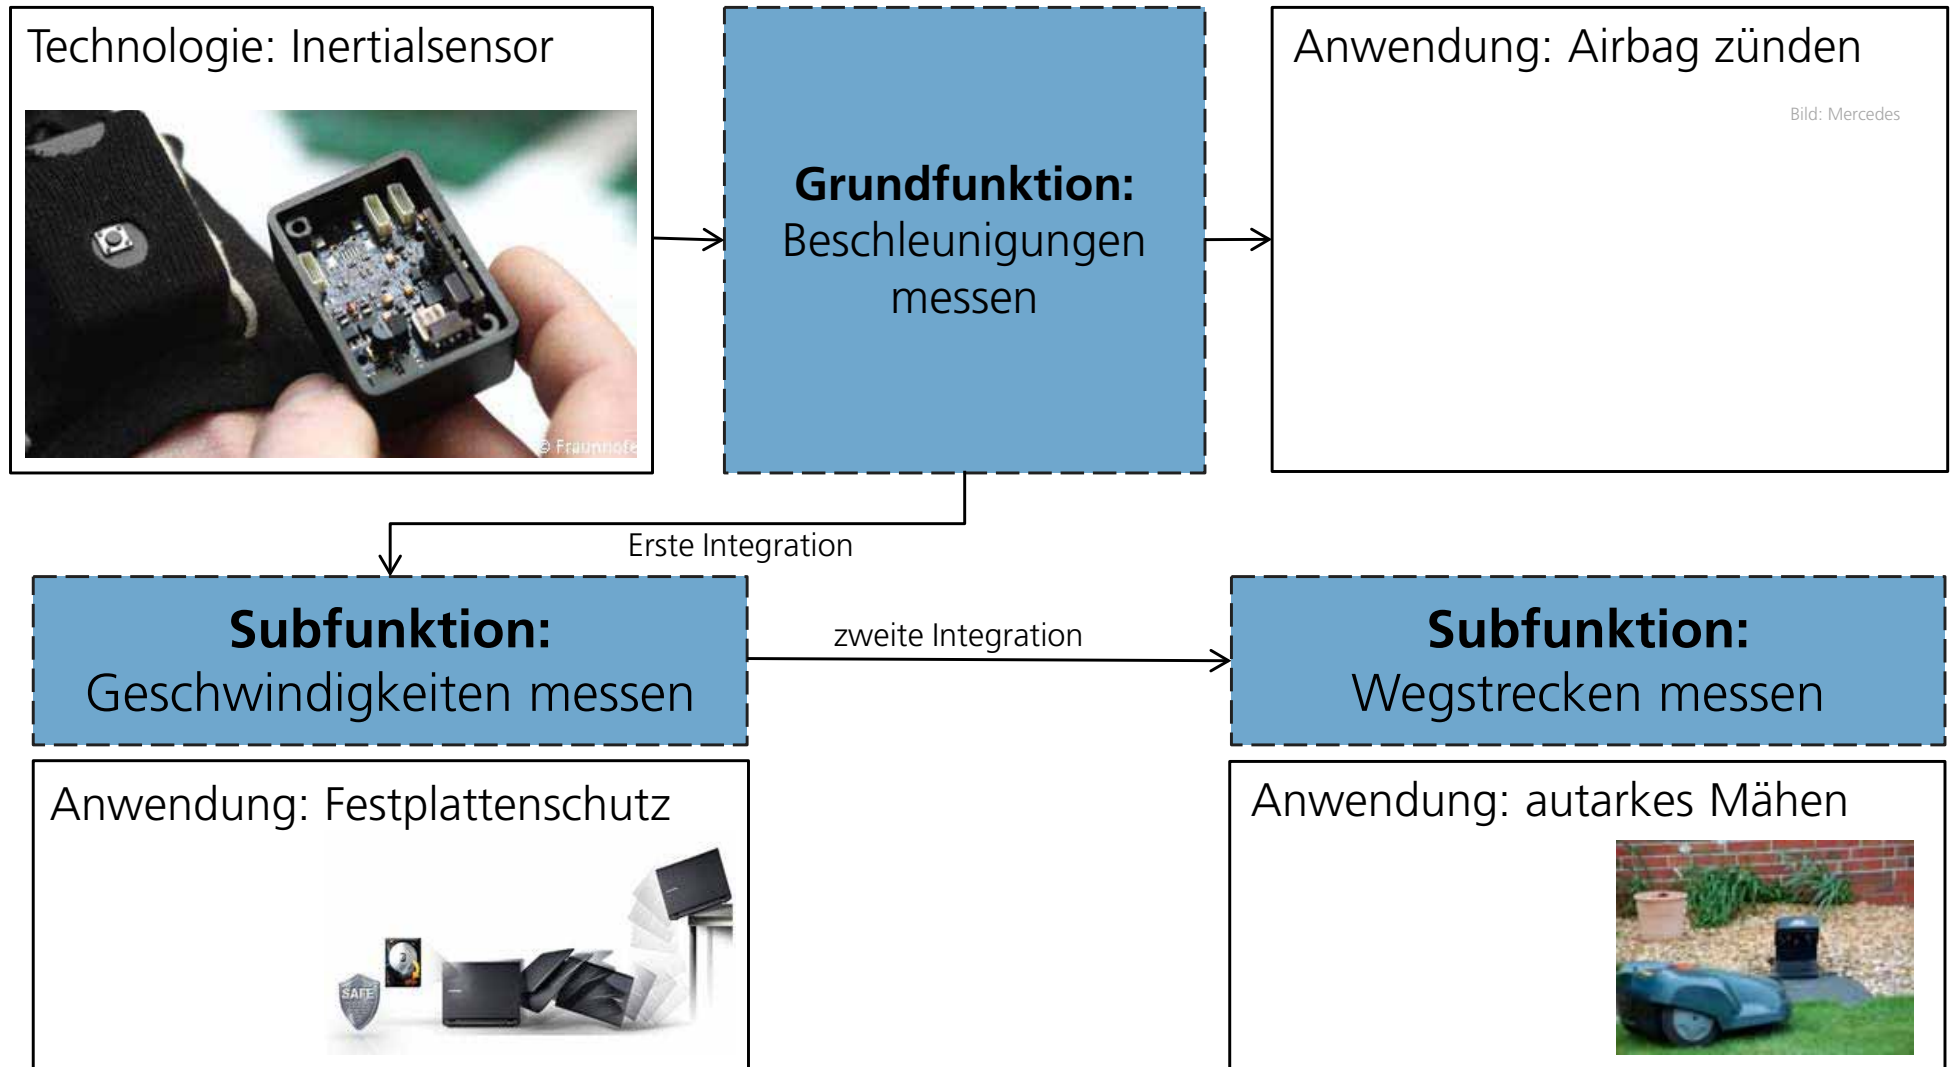 Technologie: Inertialsensor
© Fraunhofe
Grundfunktion:
Beschleunigungen
messen
Anwendung: Airbag zünden
Bild: Mercedes
Erste Integration
Subfunktion:
Geschwindigkeiten messen
zweite Integration
Subfunktion:
Wegstrecken messen
Anwendung: Festplattenschutz
SAFE
Anwendung: autarkes Mähen